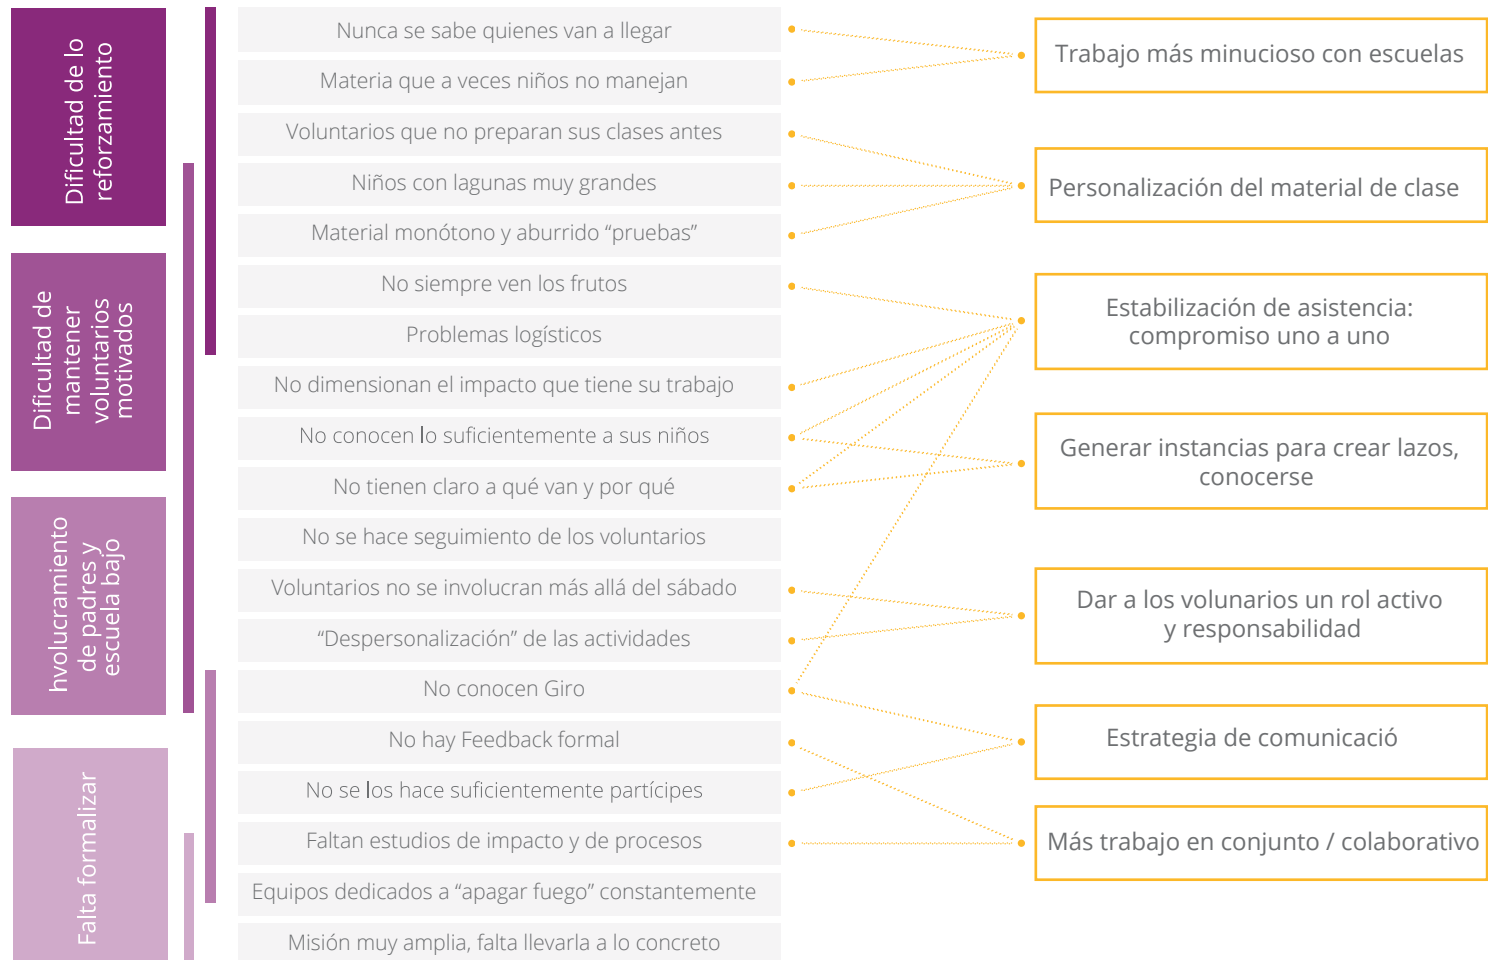 Dificultad de lo
reforzamiento
Dificultad de
mantener
voluntarios
motivados
hvolucramiento
de padres y
escuela bajo
Falta formalizar
Nunca se sabe quienes van a llegar
Materia que a veces niños no manejan
Voluntarios que no preparan sus clases antes
Niños con lagunas muy grandes
Material monótono y aburrido “pruebas”
No siempre ven los frutos
Problemas logísticos
No dimensionan el impacto que tiene su trabajo
No conocen lo suficientemente a sus niños
No tienen claro a qué van y por qué
No se hace seguimiento de los voluntarios
Voluntarios no se involucran más allá del sábado
“Despersonalización” de las actividades
No conocen Giro
No hay Feedback formal
No se los hace suficientemente partícipes
Faltan estudios de impacto y de procesos
Equipos dedicados a “apagar fuego” constantemente
Misión muy amplia, falta llevarla a lo concreto
Trabajo más minucioso con escuelas
Personalización del material de clase
Estabilización de asistencia:
compromiso uno a uno
Generar instancias para crear lazos,
conocerse
Dar a los volunarios un rol activo
y responsabilidad
Estrategia de comunicació
Más trabajo en conjunto / colaborativo